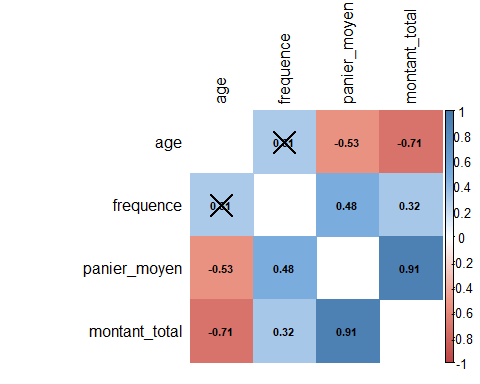 age
frequence
panier_moyen
montant_total
age -0.53 -0.71
frequence 0.48 0.32
panier_moyen -0.53 0.48 0.91
montant_total -0.71 0.32 0.91
1
0.8
0.6
0.4
0.2
0
-0.2
-0.4
-0.6
-0.8
-1